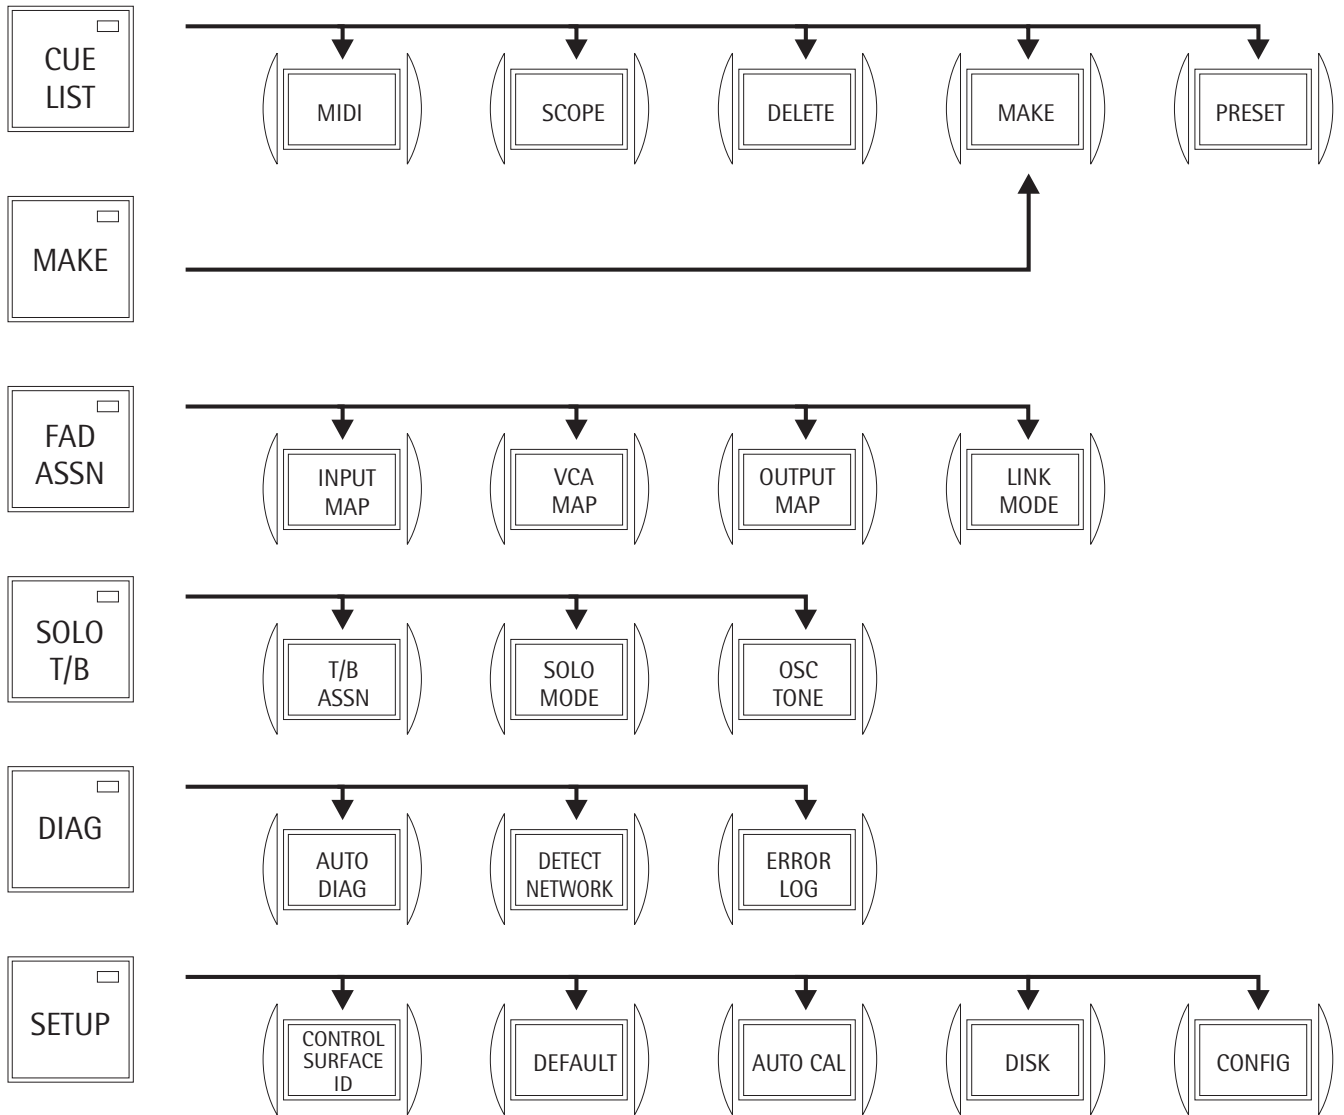 CUE
LIST
MIDI
SCOPE
DELETE
MAKE
PRESET
MAKE
FAD
ASSN
INPUT
MAP
VCA
MAP
OUTPUT
MAP
LINK
MODE
SOLO
T/B
T/B
ASSN
SOLO
MODE
OSC
TONE
DIAG
AUTO
DIAG
DETECT
NETWORK
ERROR
LOG
SETUP
CONTROL
SURFACE
ID
DEFAULT
AUTO CAL
DISK
CONFIG